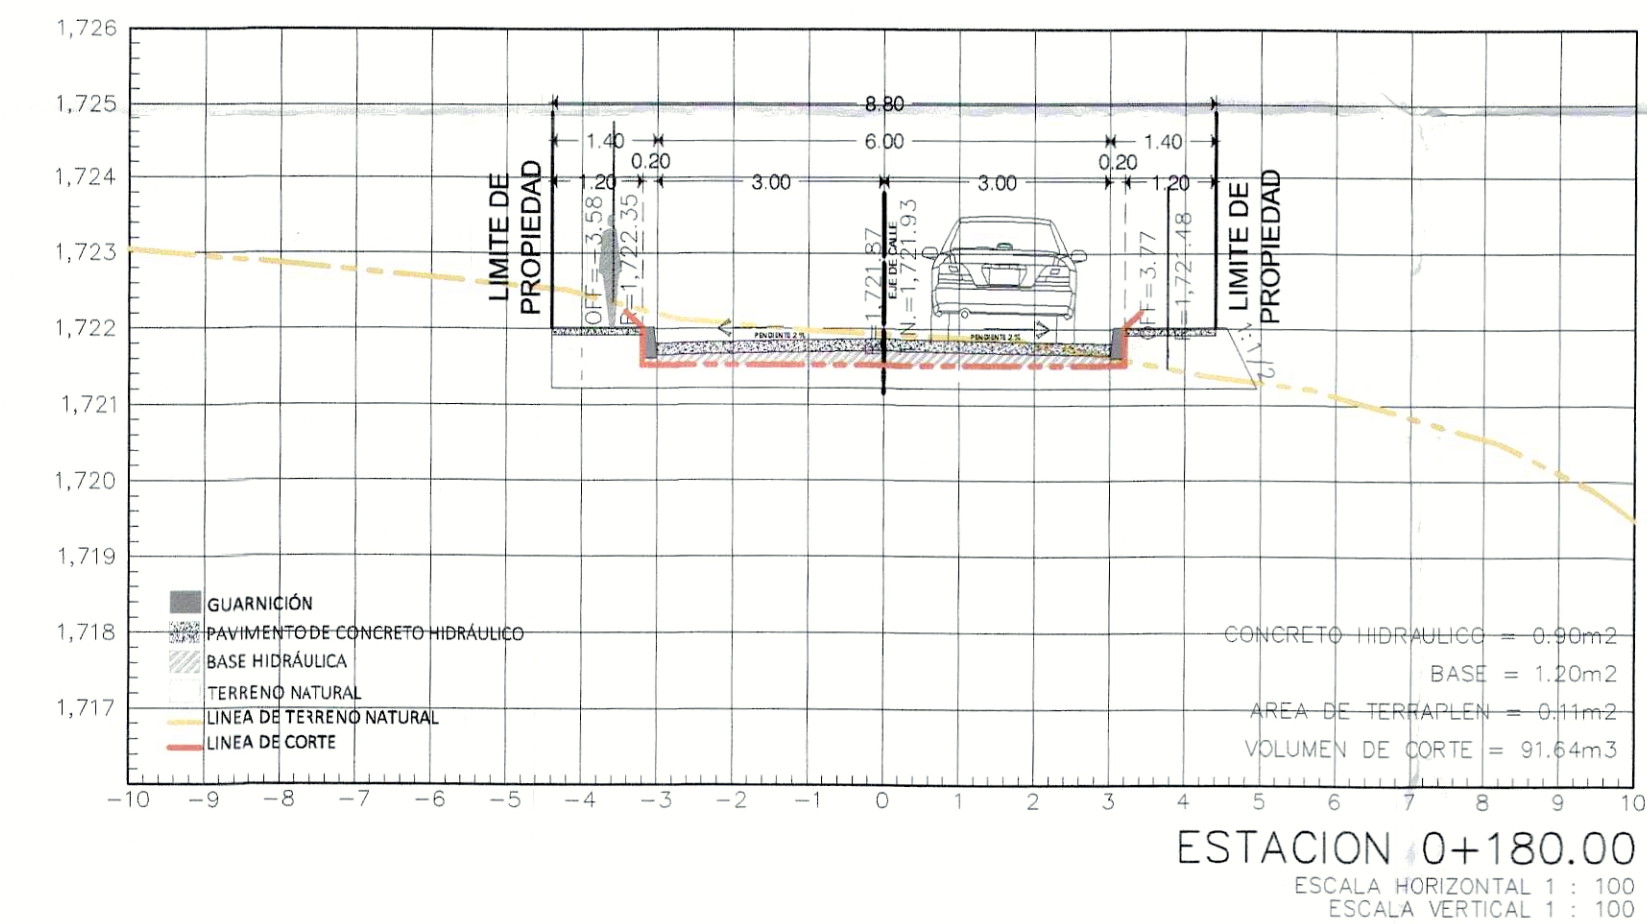 1,726
1,725
1,724
1,723
1,722
1,721
1,720
1,719
1,718
1,717
8.80
1.40 6.00 1.40
0.20 0.20
1.20 3.00 3.00 1.20
LIMITE DE
PROPIEDAD
OFF=-3.58
=1,722.35
=1,721.87
EJE DE CALLE
N.=1,721.93
OFF=3.77
=1,721.48
LIMITE DE
PROPIEDAD
PENDIENTE 2 %
PENDIENTE 2 %
GUARNICIÓN
PAVIMENTO DE CONCRETO HIDRÁULICO
BASE HIDRÁULICA
TERRENO NATURAL
LINEA DE TERRENO NATURAL
LINEA DE CORTE
CONCRETO HIDRAULICO = 0.90m2
BASE = 1.20m2
AREA DE TERRAPLEN = 0.11m2
VOLUMEN DE CORTE = 91.64m3
-10 -9 -8 -7 -6 -5 -4 -3 -2 -1 0 1 2 3 4 5 6 7 8 9 10
ESTACION 0+180.00
ESCALA HORIZONTAL 1 : 100
ESCALA VERTICAL 1 : 100